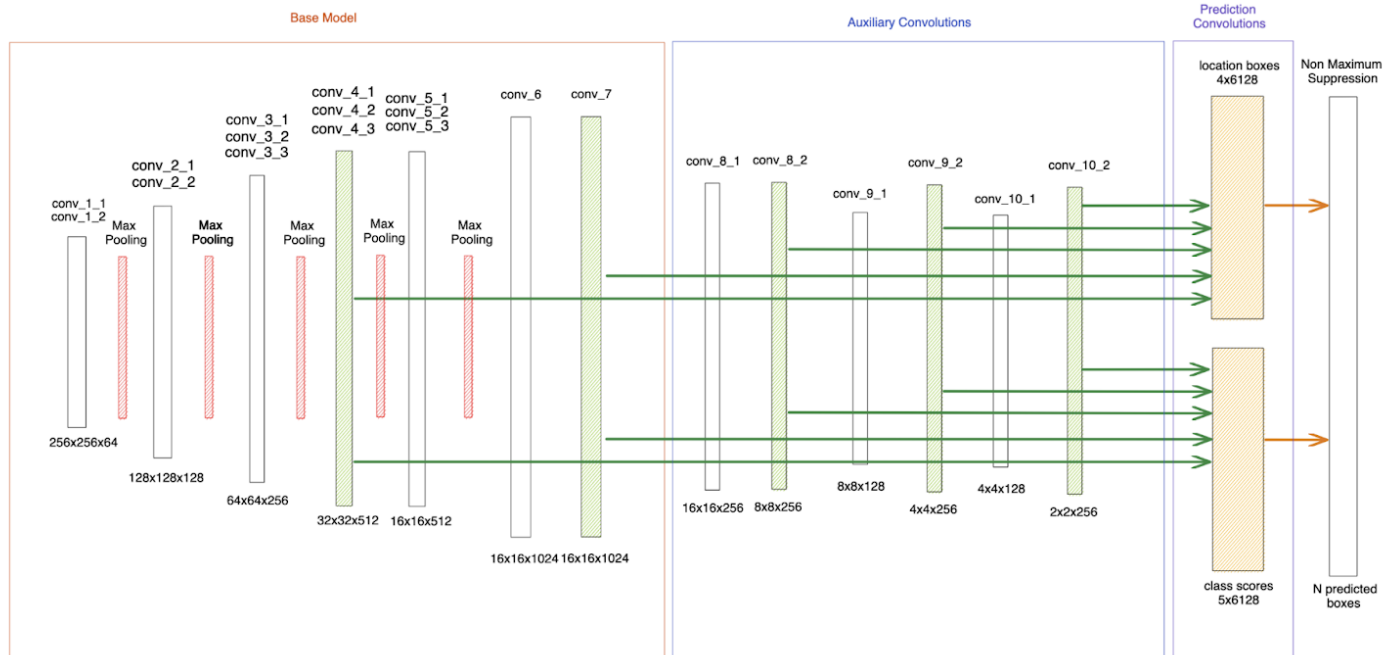 Base Model
Auxiliary Convolutions
Prediction
Convolutions
conv_1_1
conv_1_2
256x256x64
Max
Pooling
conv_2_1
conv_2_2
128x128x128
Max
Pooling
conv_3_1
conv_3_2
conv_3_3
64x64x256
Max
Pooling
conv_4_1
conv_4_2
conv_4_3
32x32x512
Max
Pooling
conv_5_1
conv_5_2
conv_5_3
16x16x512
Max
Pooling
conv_6
16x16x1024
conv_7
16x16x1024
conv_8_1
16x16x256
conv_8_2
8x8x256
conv_9_1
8x8x128
conv_9_2
4x4x256
conv_10_1
4x4x128
conv_10_2
2x2x256
location boxes
4x6128
class scores
5x6128
Non Maximum
Suppression
N predicted
boxes